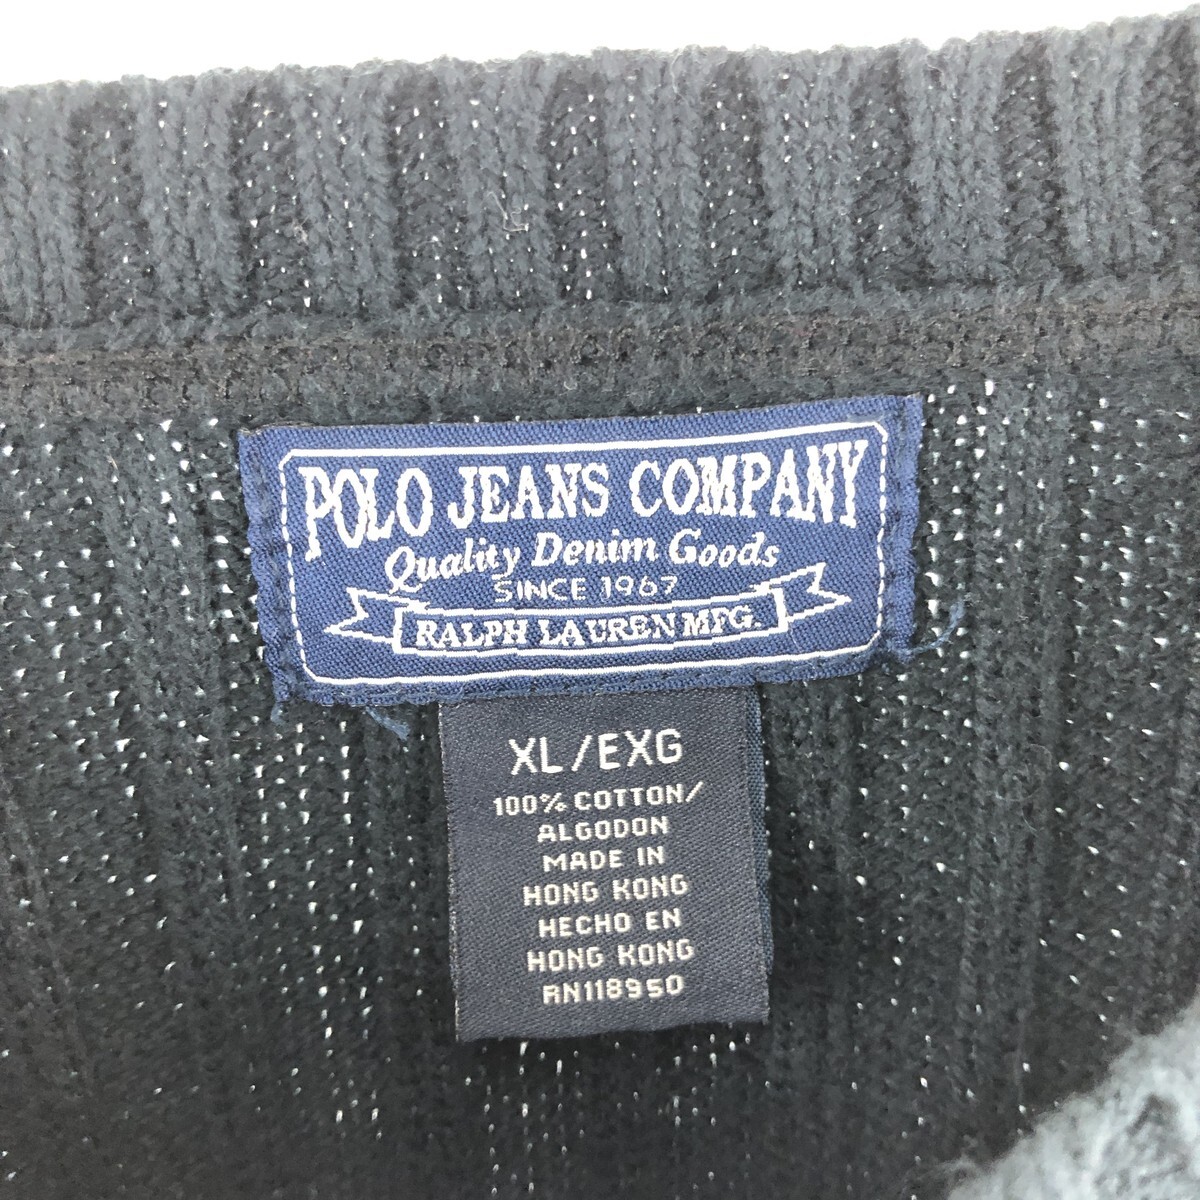 POLO JEANS COMPANY
Quality Denim Goods
SINCE 1967
RALPH LAUREN MFG.
XL/EXG
100% COTTON/
ALGODON
MADE IN
HONG KONG
HECHO EN
HONG KONG
RN118950